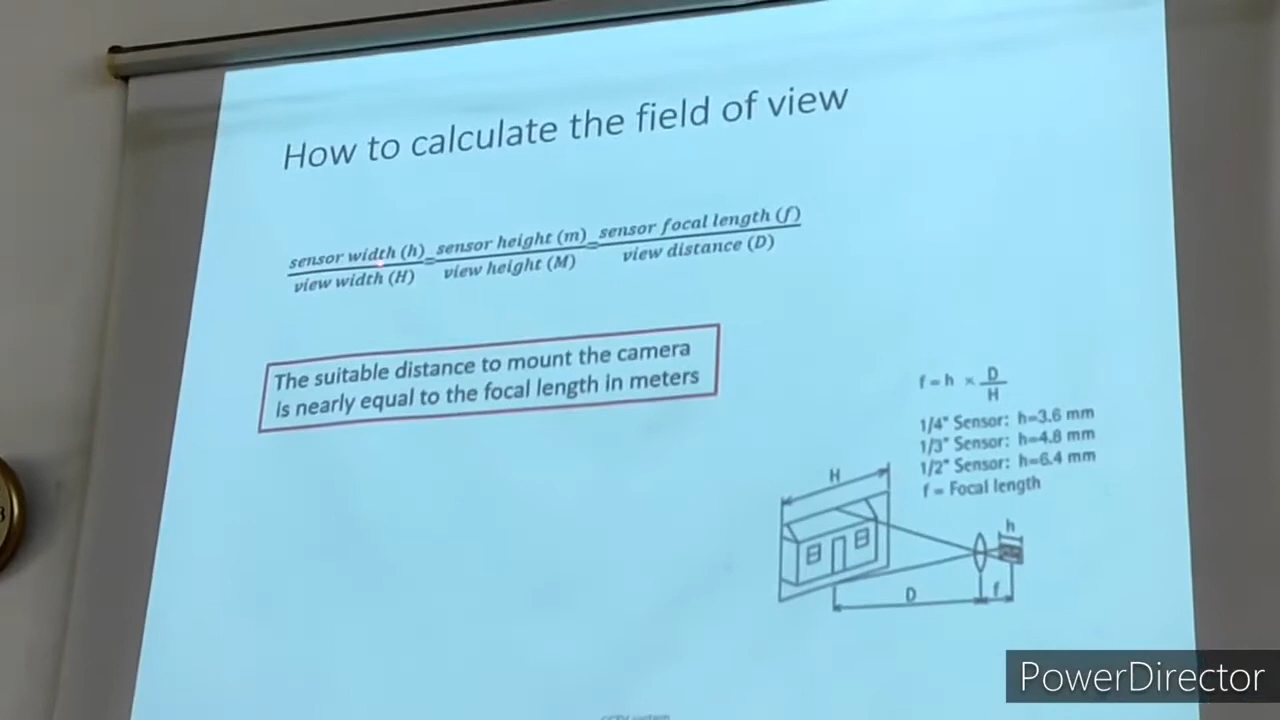 How to calculate the field of view
sensor width (h) = sensor height (m) = sensor focal length (f)
view width (H) view height (M) view distance (D)
The suitable distance to mount the camera
is nearly equal to the focal length in meters
f = h × D
H
1/4" Sensor: h=3.6 mm
1/3" Sensor: h=4.8 mm
1/2" Sensor: h=6.4 mm
f = Focal length
H
h
D
f
PowerDirector